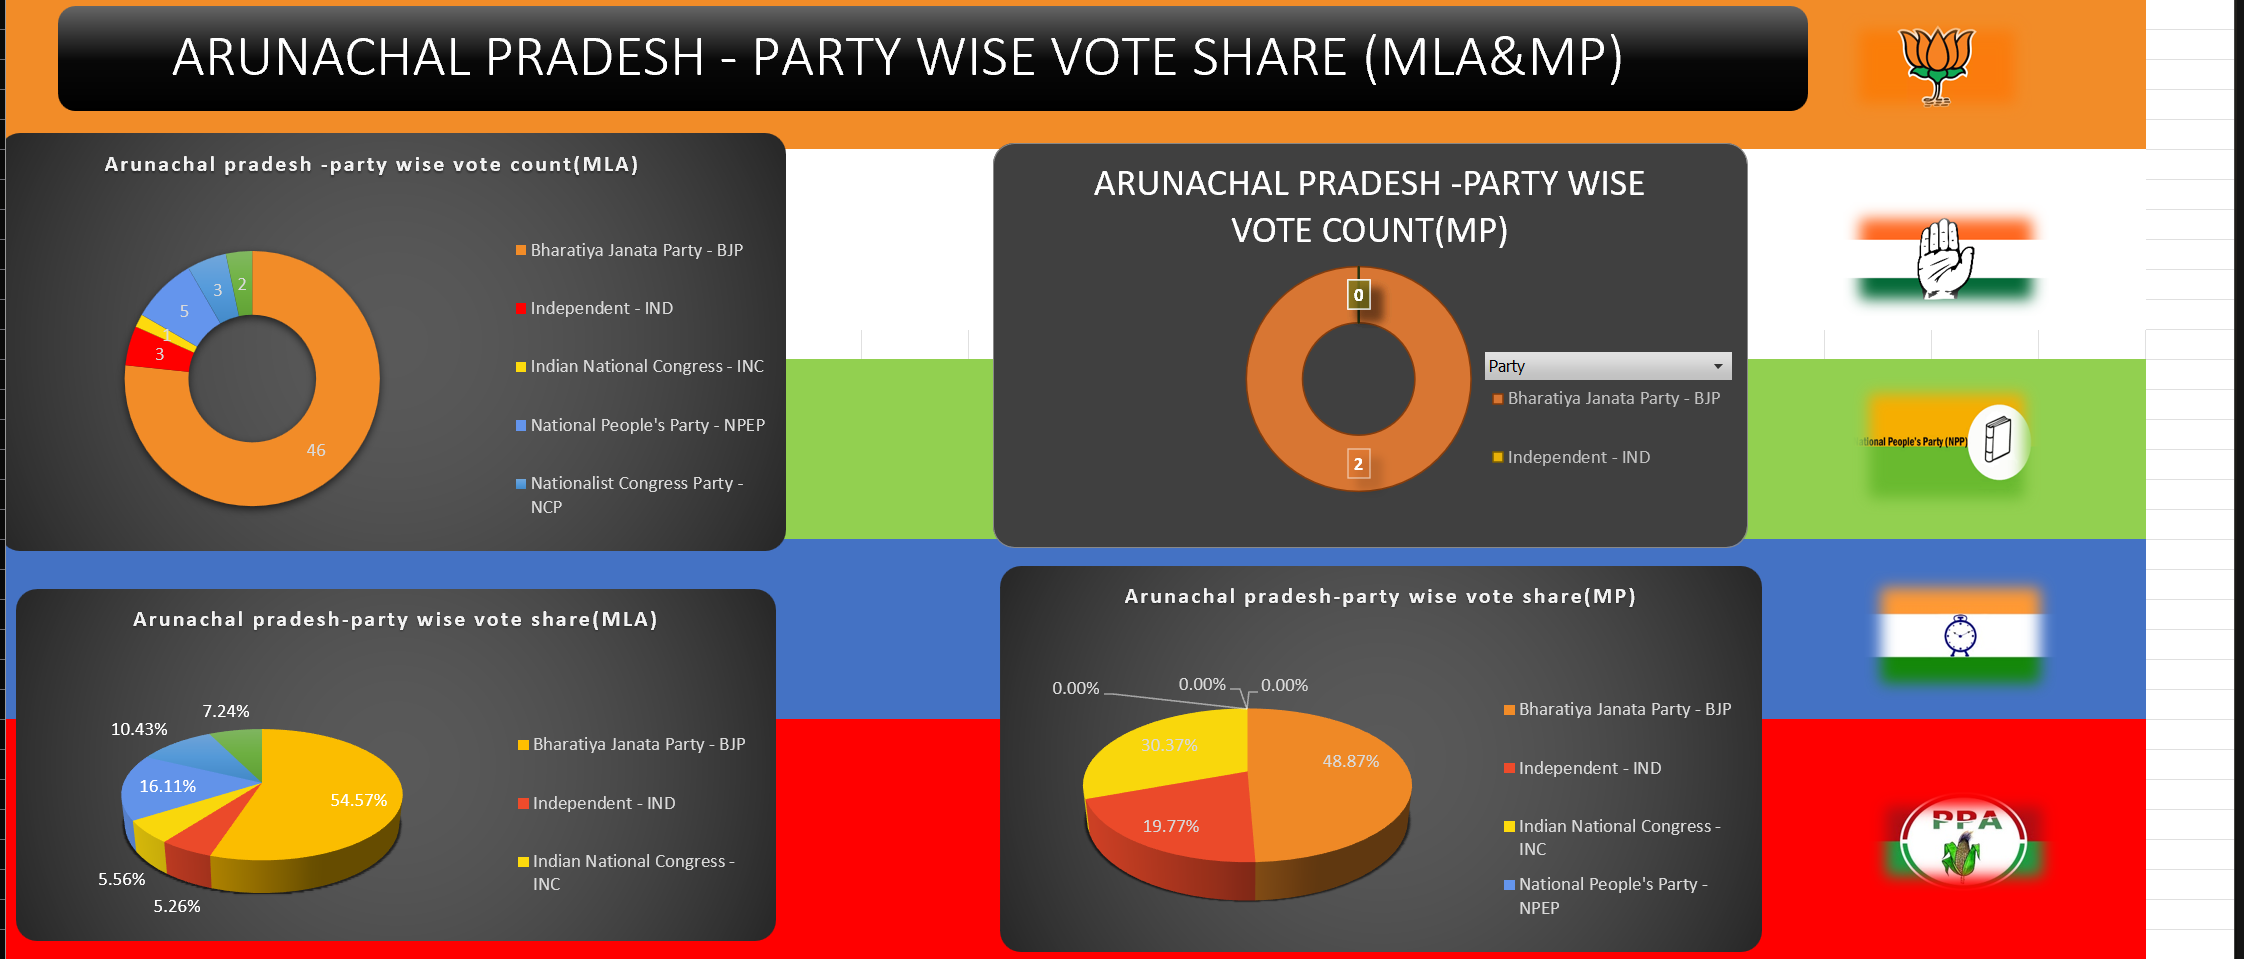 ARUNACHAL PRADESH - PARTY WISE VOTE SHARE (MLA&MP)
Arunachal pradesh -party wise vote count(MLA)
2
3
5
1
3
46
Bharatiya Janata Party - BJP
Independent - IND
Indian National Congress - INC
National People's Party - NPEP
Nationalist Congress Party -
NCP
ARUNACHAL PRADESH -PARTY WISE
VOTE COUNT(MP)
0
2
Party
Bharatiya Janata Party - BJP
Independent - IND
People's Party (NPP)
Arunachal pradesh-party wise vote share(MLA)
7.24%
10.43%
16.11%
54.57%
5.56%
5.26%
Bharatiya Janata Party - BJP
Independent - IND
Indian National Congress -
INC
Arunachal pradesh-party wise vote share(MP)
0.00%
0.00%
0.00%
30.37%
48.87%
19.77%
Bharatiya Janata Party - BJP
Independent - IND
Indian National Congress -
INC
National People's Party -
NPEP
PPA